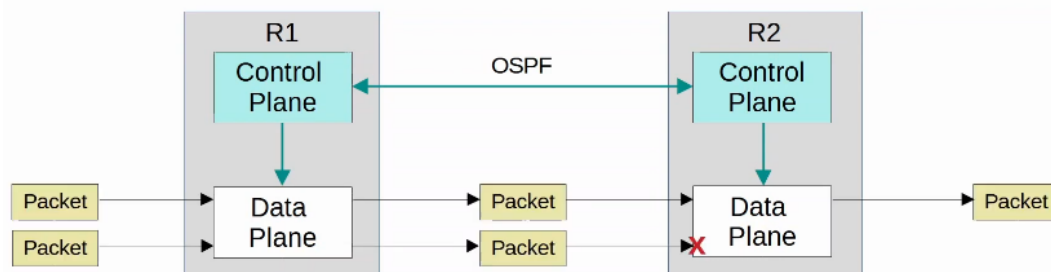 R1
R2
Control
Plane
OSPF
Control
Plane
Packet
Data
Plane
Packet
Data
Plane
Packet
Packet
Packet
X